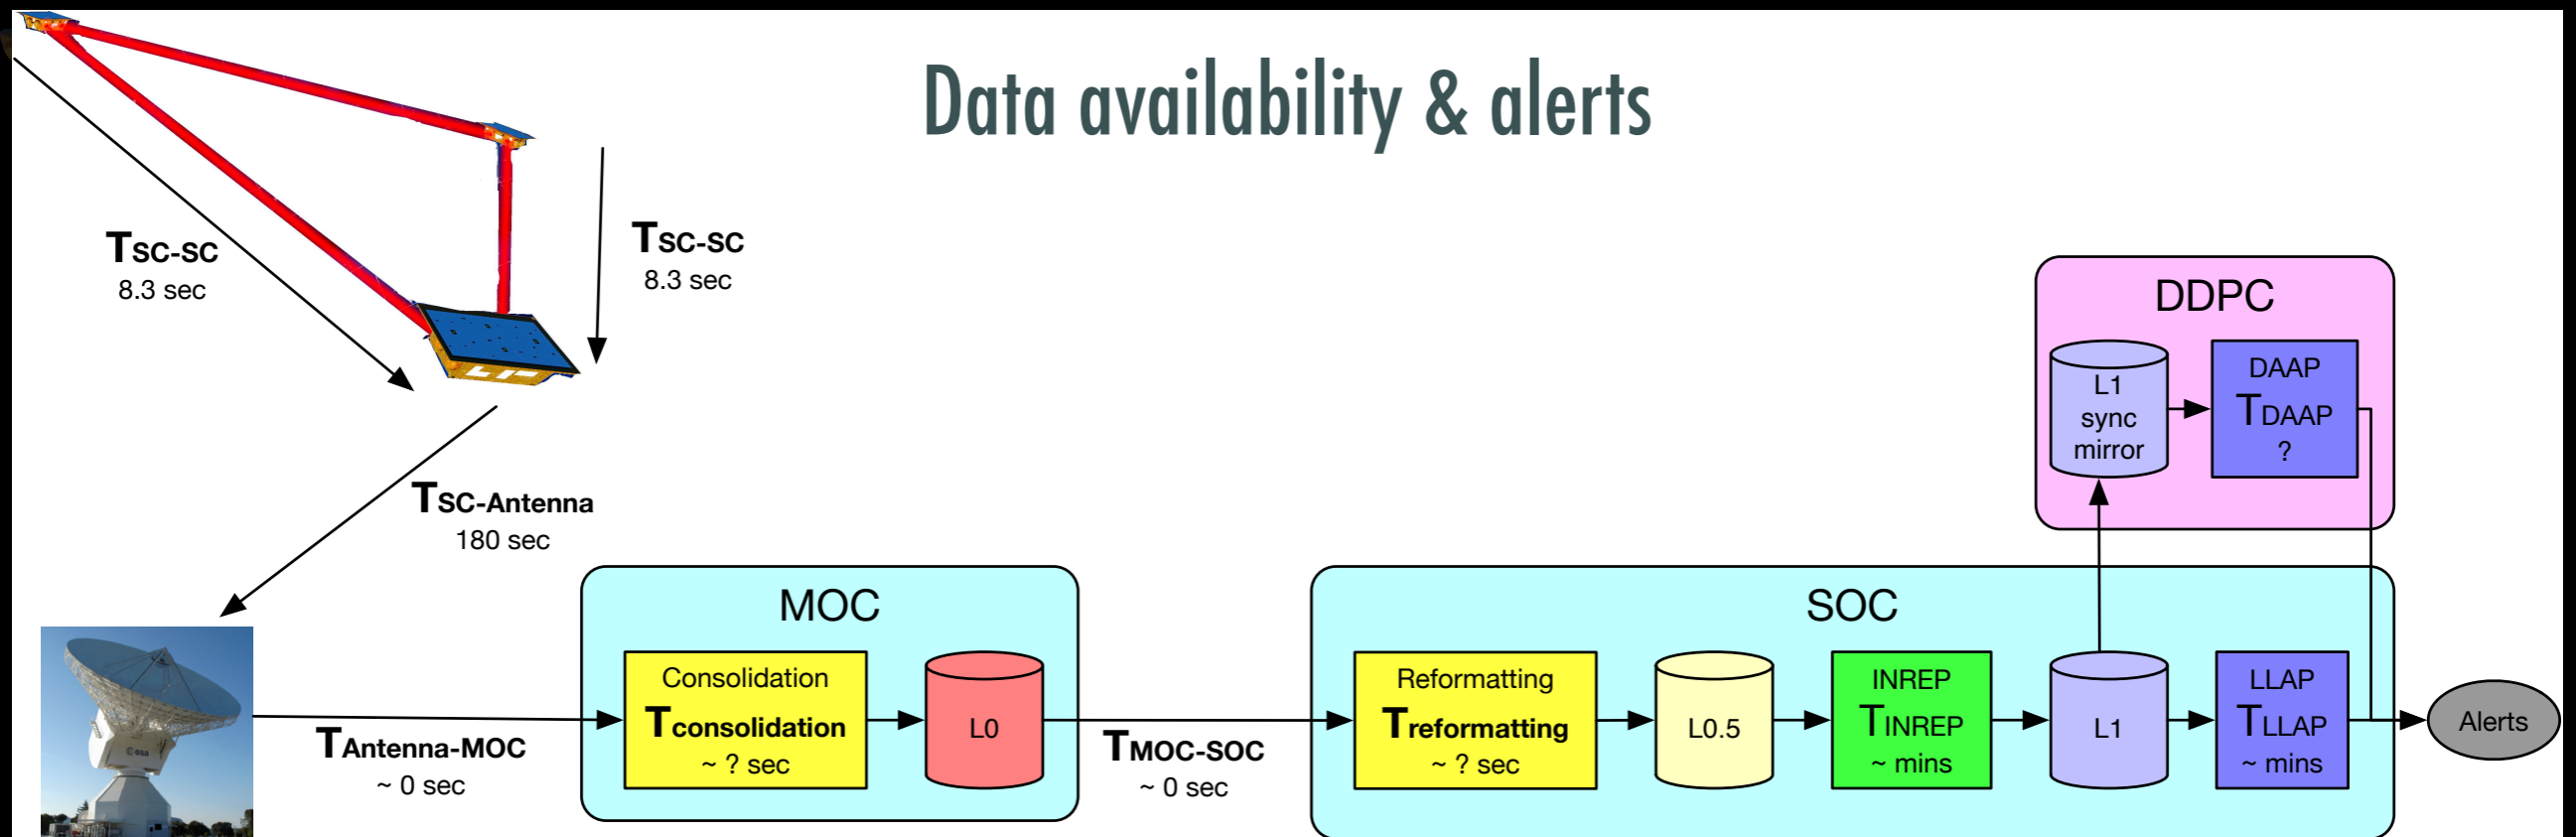 Data availability & alerts
TSC-SC
8.3 sec
TSC-SC
8.3 sec
TSC-Antenna
180 sec
TAntenna-MOC
~ 0 sec
MOC
Consolidation
Tconsolidation
~ ? sec
L0
TMOC-SOC
~ 0 sec
SOC
Reformatting
Treformatting
~ ? sec
L0.5
INREP
TINREP
~ mins
L1
LLAP
TLLAP
~ mins
DDPC
L1
sync
mirror
DAAP
TDAAP
?
Alerts
esa